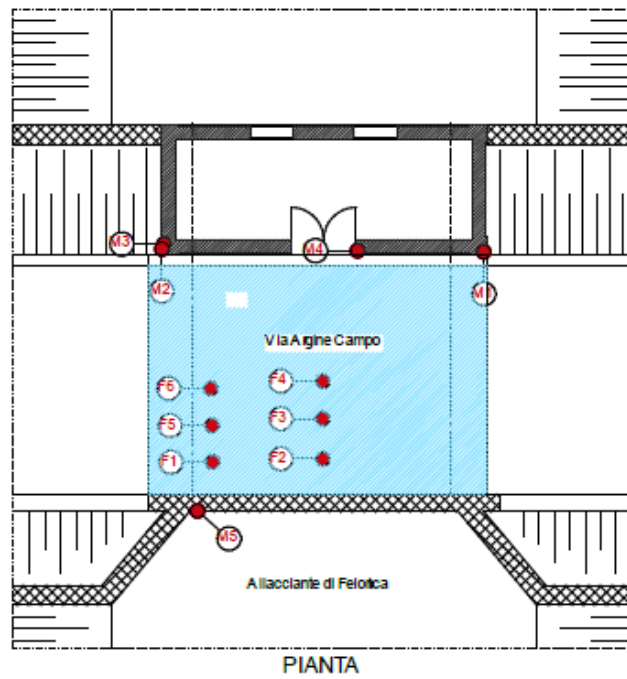 M3
M4
M2
M1
Via Argine Campo
F6
F4
F5
F3
F1
F2
M5
Allacciante di Felonica
PIANTA